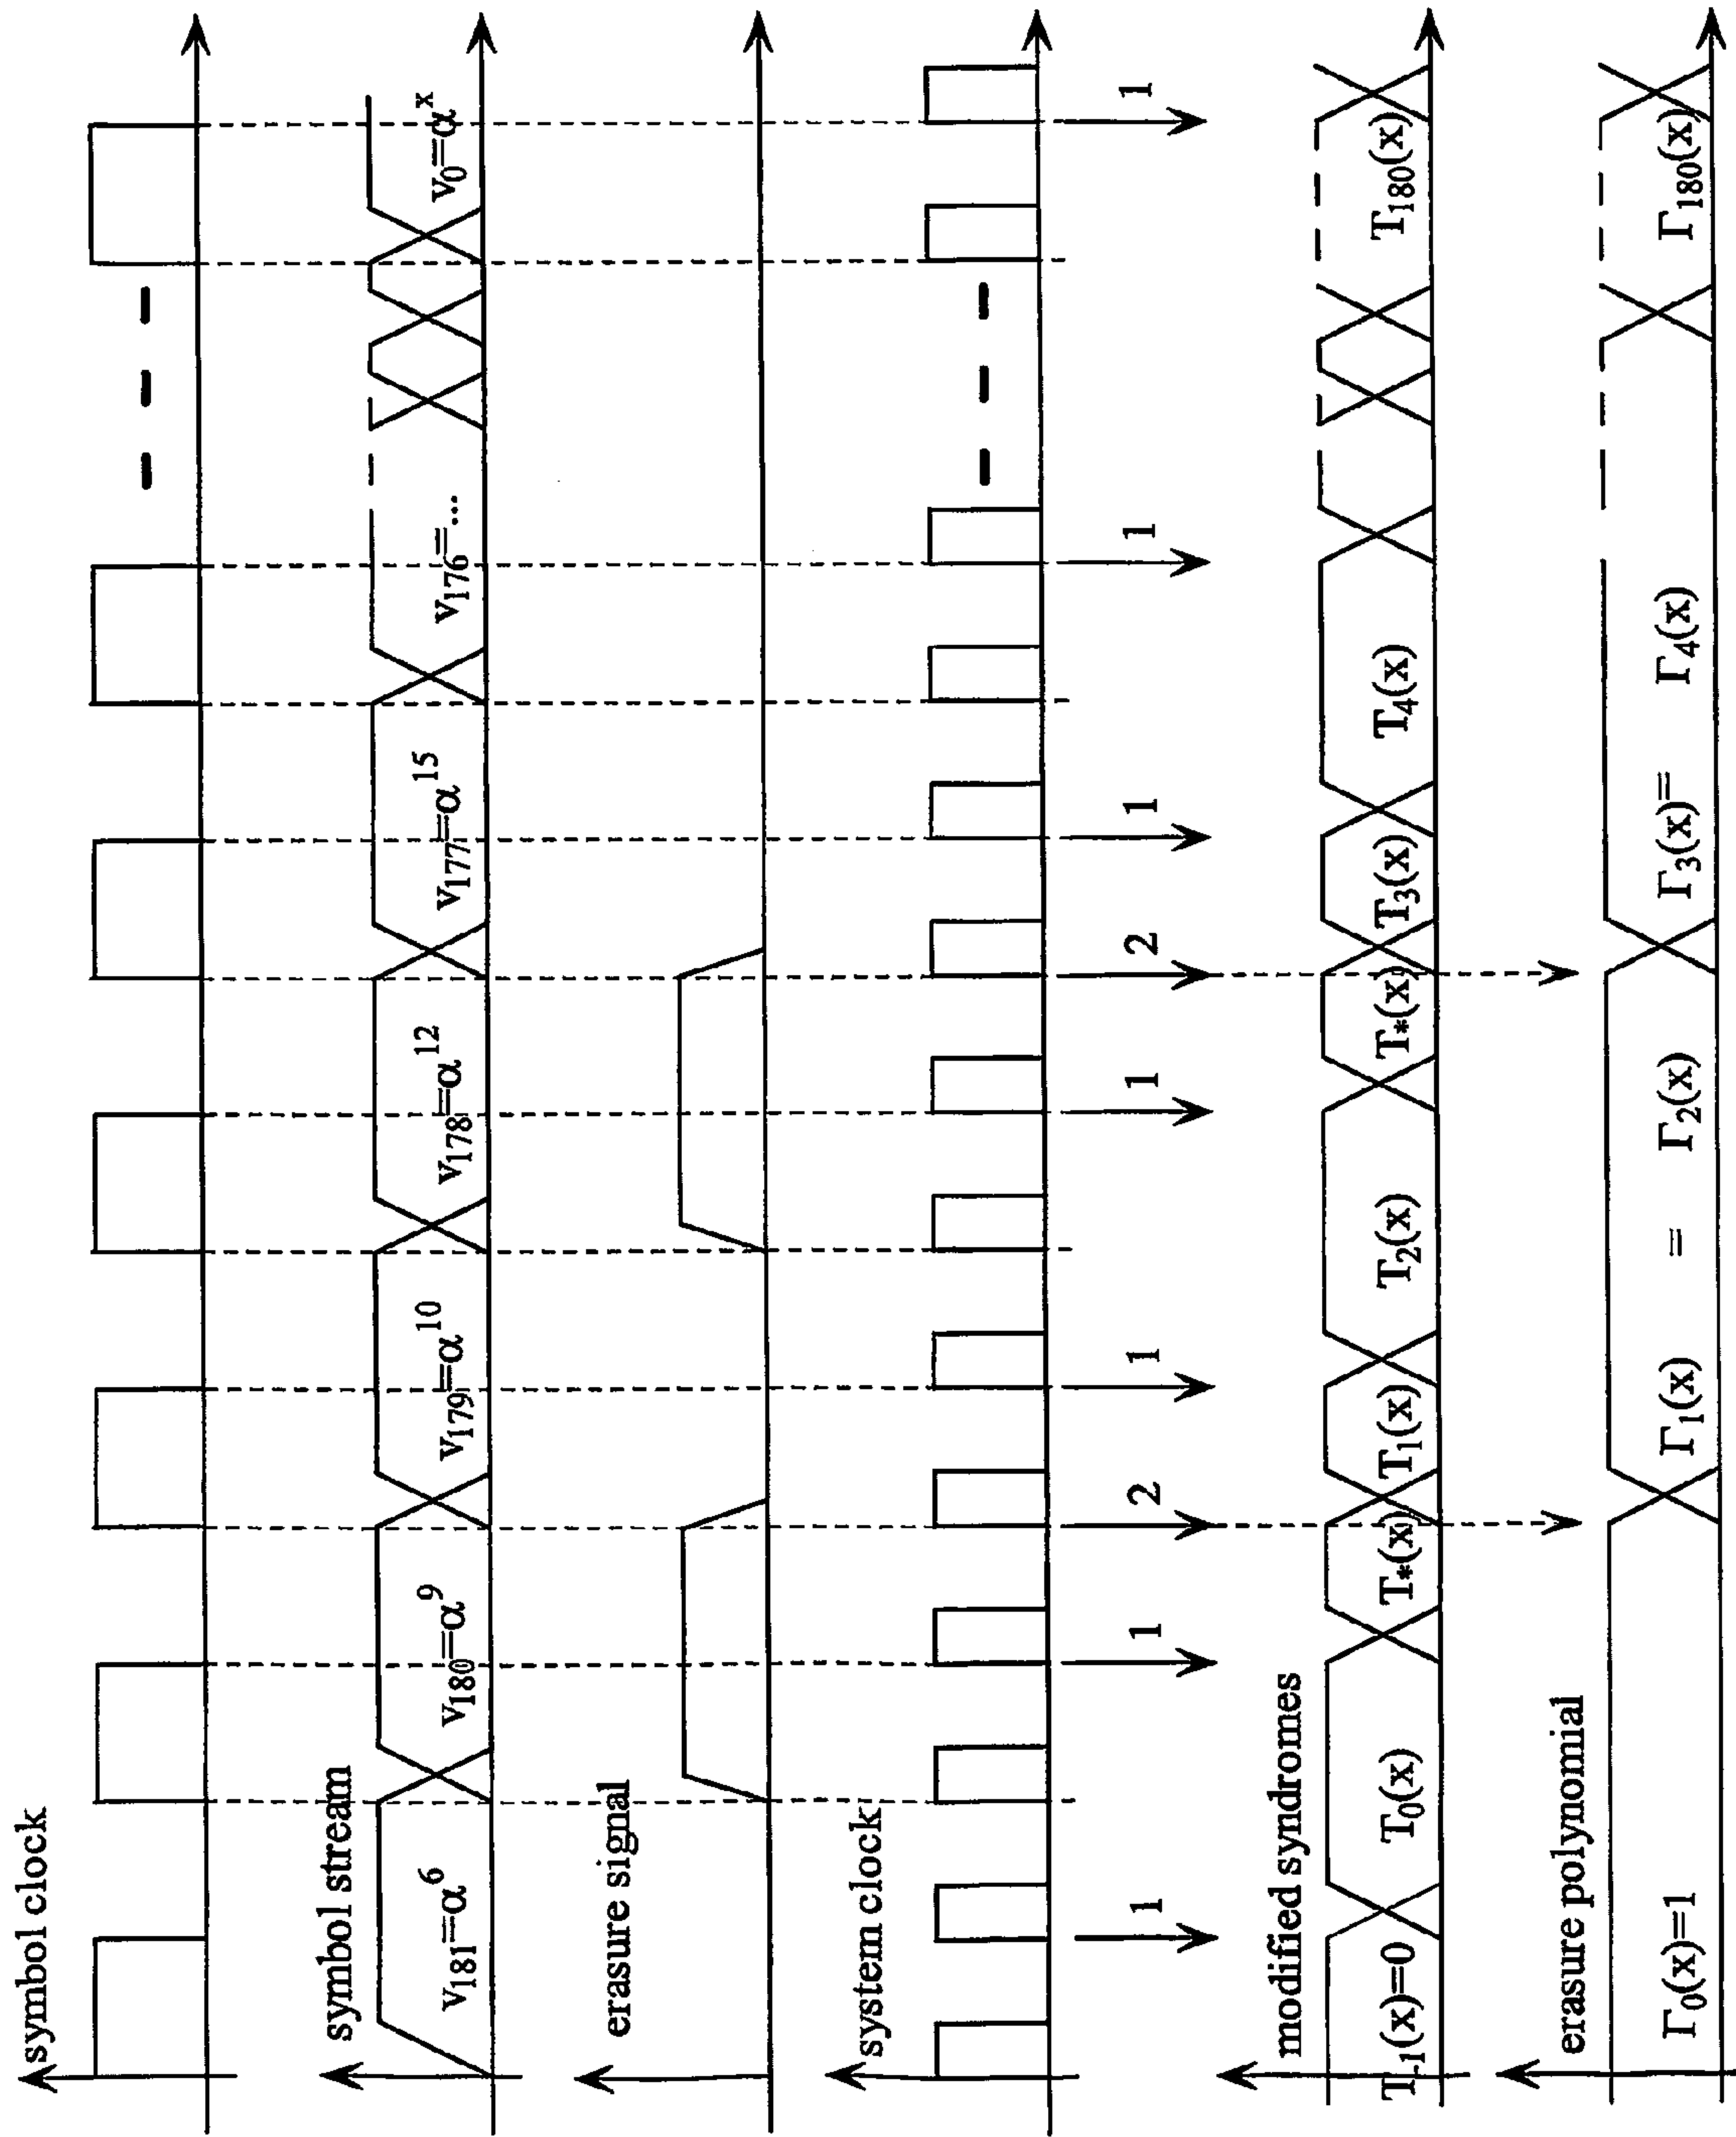 symbol clock
symbol stream
v₁₈₁=α⁶ v₁₈₀=α⁹ v₁₇₉=α¹⁰ v₁₇₈=α¹² v₁₇₇=α¹⁵ v₁₇₆=... v₀=αˣ
erasure signal
system clock
1 1 2 1 1 2 1 1 1
modified syndromes
T₋₁(x)=0 T₀(x) T*(x) T₁(x) T₂(x) T*(x) T₃(x) T₄(x) T₁₈₀(x)
erasure polynomial
Γ₀(x)=1 Γ₁(x) = Γ₂(x) Γ₃(x)= Γ₄(x) Γ₁₈₀(x)